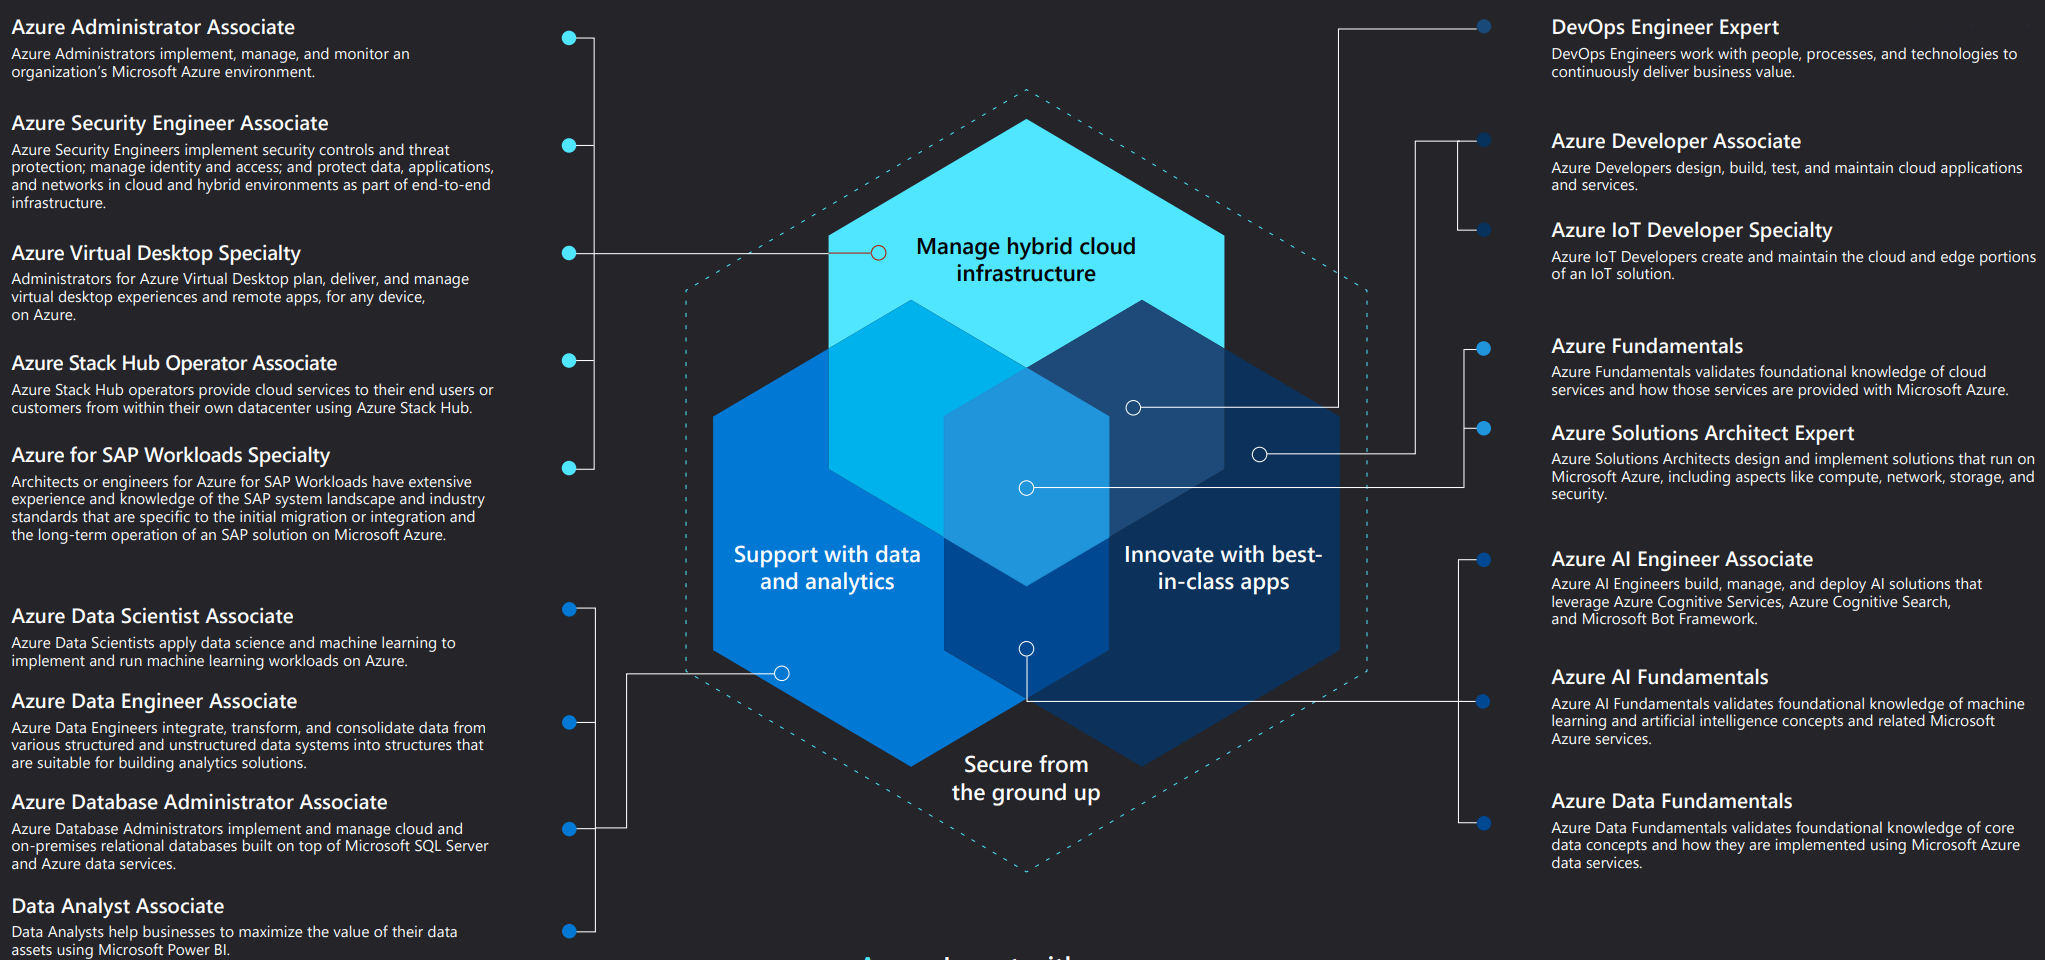 Azure Administrator Associate
Azure Administrators implement, manage, and monitor an
organization's Microsoft Azure environment.
Azure Security Engineer Associate
Azure Security Engineers implement security controls and threat
protection; manage identity and access; and protect data, applications,
and networks in cloud and hybrid environments as part of end-to-end
infrastructure.
Azure Virtual Desktop Specialty
Administrators for Azure Virtual Desktop plan, deliver, and manage
virtual desktop experiences and remote apps, for any device,
on Azure.
Azure Stack Hub Operator Associate
Azure Stack Hub operators provide cloud services to their end users or
customers from within their own datacenter using Azure Stack Hub.
Azure for SAP Workloads Specialty
Architects or engineers for Azure for SAP Workloads have extensive
experience and knowledge of the SAP system landscape and industry
standards that are specific to the initial migration or integration and
the long-term operation of an SAP solution on Microsoft Azure.
Azure Data Scientist Associate
Azure Data Scientists apply data science and machine learning to
implement and run machine learning workloads on Azure.
Azure Data Engineer Associate
Azure Data Engineers integrate, transform, and consolidate data from
various structured and unstructured data systems into structures that
are suitable for building analytics solutions.
Azure Database Administrator Associate
Azure Database Administrators implement and manage cloud and
on-premises relational databases built on top of Microsoft SQL Server
and Azure data services.
Data Analyst Associate
Data Analysts help businesses to maximize the value of their data
assets using Microsoft Power BI.
Manage hybrid cloud
infrastructure
Support with data
and analytics
Innovate with best-
in-class apps
Secure from
the ground up
DevOps Engineer Expert
DevOps Engineers work with people, processes, and technologies to
continuously deliver business value.
Azure Developer Associate
Azure Developers design, build, test, and maintain cloud applications
and services.
Azure IoT Developer Specialty
Azure IoT Developers create and maintain the cloud and edge portions
of an IoT solution.
Azure Fundamentals
Azure Fundamentals validates foundational knowledge of cloud
services and how those services are provided with Microsoft Azure.
Azure Solutions Architect Expert
Azure Solutions Architects design and implement solutions that run on
Microsoft Azure, including aspects like compute, network, storage, and
security.
Azure AI Engineer Associate
Azure AI Engineers build, manage, and deploy AI solutions that
leverage Azure Cognitive Services, Azure Cognitive Search,
and Microsoft Bot Framework.
Azure AI Fundamentals
Azure AI Fundamentals validates foundational knowledge of machine
learning and artificial intelligence concepts and related Microsoft
Azure services.
Azure Data Fundamentals
Azure Data Fundamentals validates foundational knowledge of core
data concepts and how they are implemented using Microsoft Azure
data services.